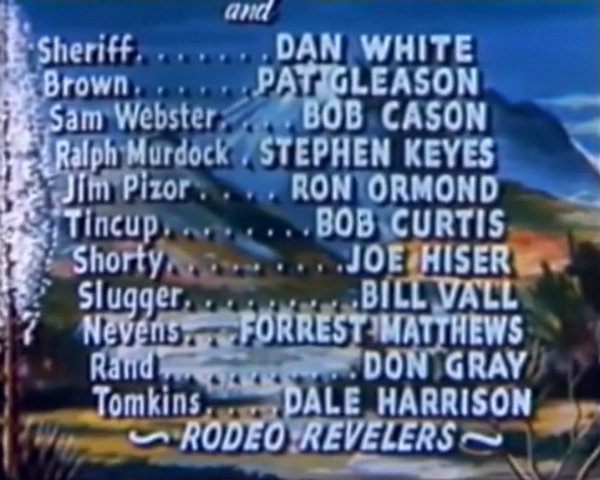 and
Sheriff.......DAN WHITE
Brown.......PAT GLEASON
Sam Webster.....BOB CASON
Ralph Murdock . STEPHEN KEYES
Jim Pizor.....RON ORMOND
Tincup........BOB CURTIS
Shorty.........JOE HISER
Slugger.........BILL VALL
Nevens...FORREST MATTHEWS
Rand...........DON GRAY
Tomkins....DALE HARRISON
~RODEO REVELERS~